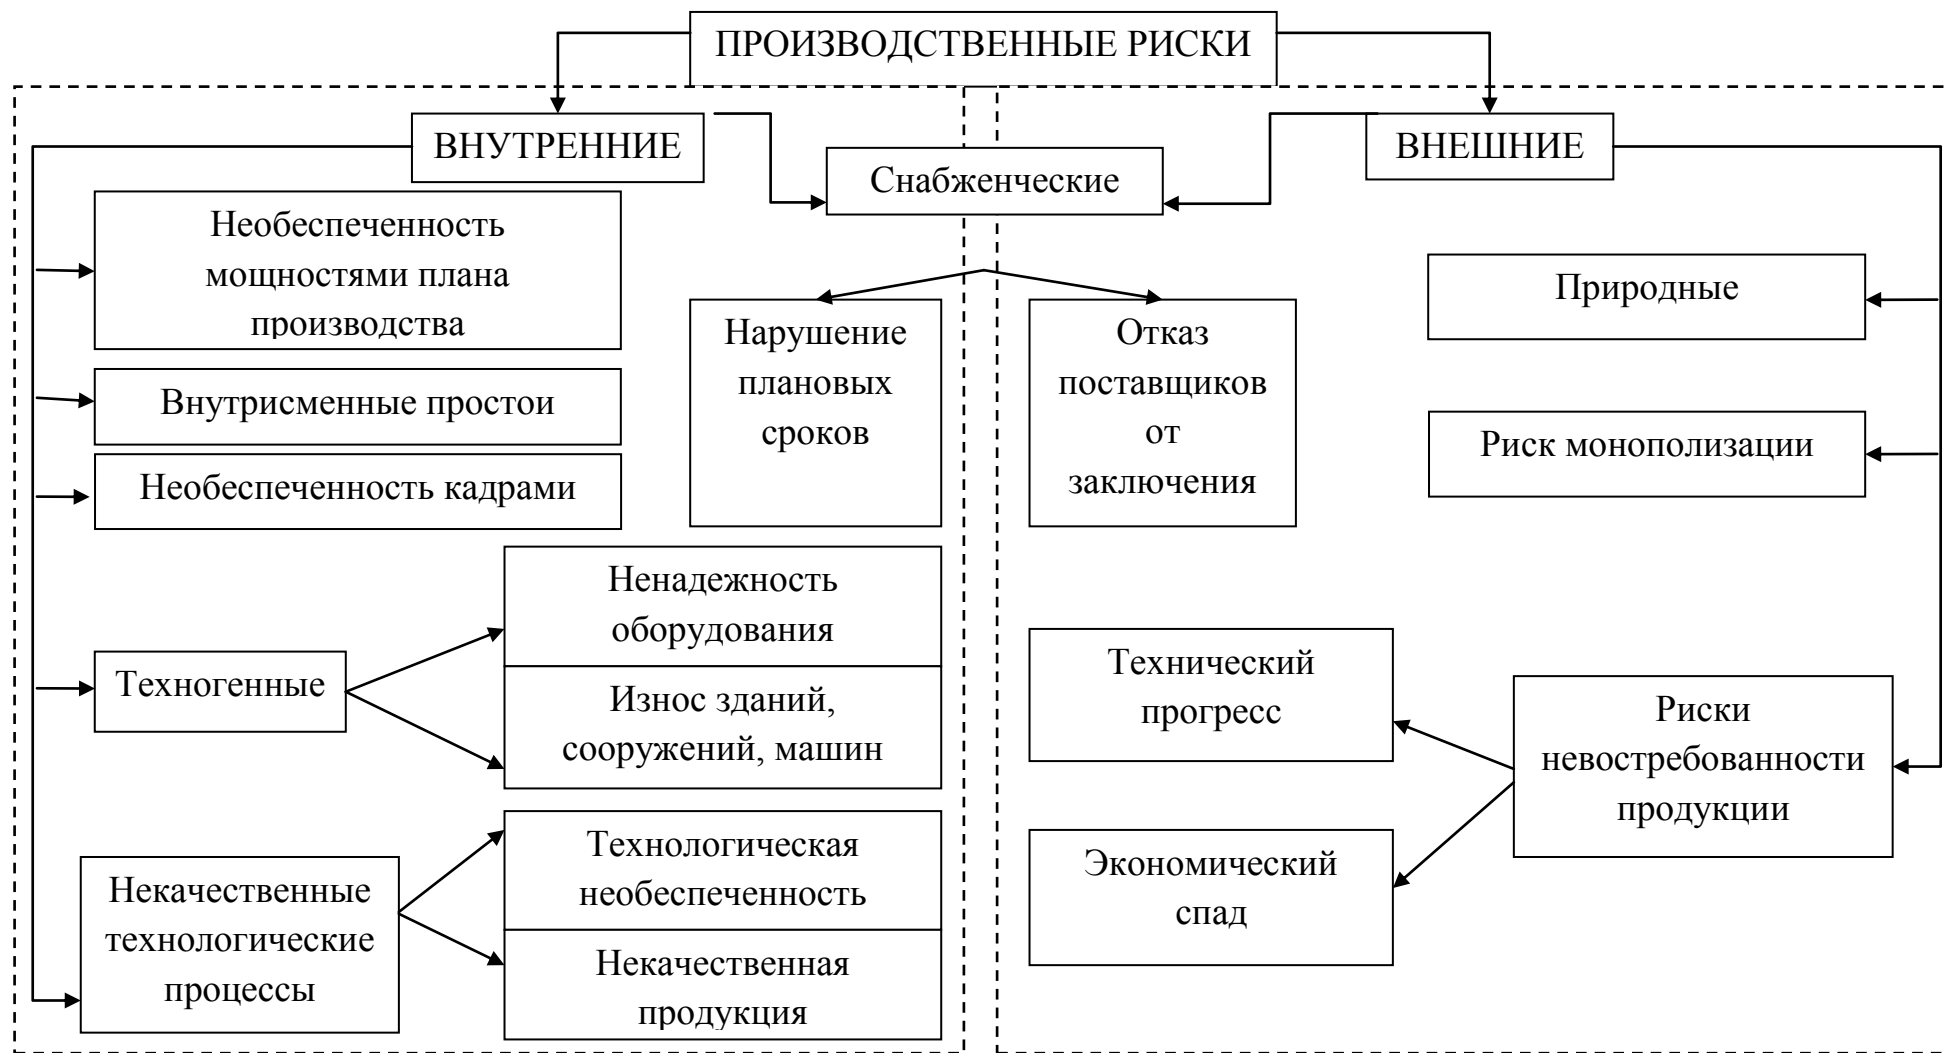 ПРОИЗВОДСТВЕННЫЕ РИСКИ
ВНУТРЕННИЕ
ВНЕШНИЕ
Снабженческие
Необеспеченность
мощностями плана
производства
Внутрисменные простои
Необеспеченность кадрами
Нарушение
плановых
сроков
Отказ
поставщиков
от
заключения
Природные
Риск монополизации
Техногенные
Ненадежность
оборудования
Износ зданий,
сооружений, машин
Некачественные
технологические
процессы
Технологическая
необеспеченность
Некачественная
продукция
Технический
прогресс
Экономический
спад
Риски
невостребованности
продукции